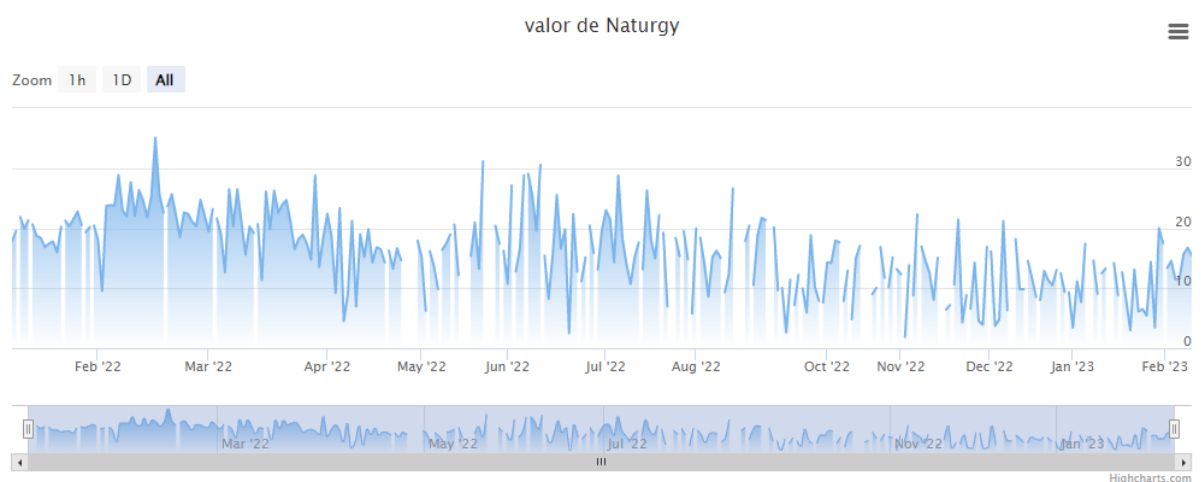 valor de Naturgy
Zoom 1h 1D All
30
20
10
0
Feb '22 Mar '22 Apr '22 May '22 Jun '22 Jul '22 Aug '22 Oct '22 Nov '22 Dec '22 Jan '23 Feb '23
Mar '22 May '22 Jul '22 Nov '22 Jan '23
Highcharts.com